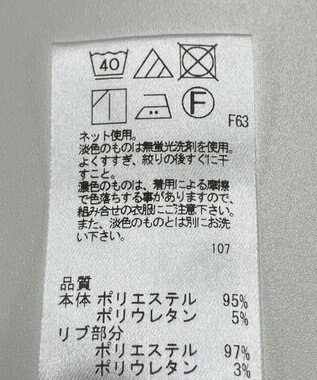 40
F
F63
ネット使用。
淡色のものは無蛍光洗剤を使用。
よくすすぎ、絞りの後すぐに干
すこと。
濃色のものは、着用による摩擦
で色落ちする事がありますので、
組み合せの衣服にご注意下さい。
また、淡色のものとは別にお洗
い下さい。
107
品質
本体 ポリエステル 95%
ポリウレタン 5%
リブ部分
ポリエステル 97%
ポリウレタン 3%